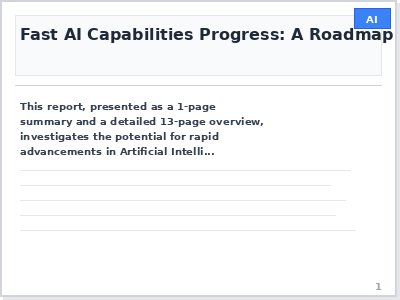 AI
Fast AI Capabilities Progress: A Roadmap
This report, presented as a 1-page
summary and a detailed 13-page overview,
investigates the potential for rapid
advancements in Artificial Intelli...
1